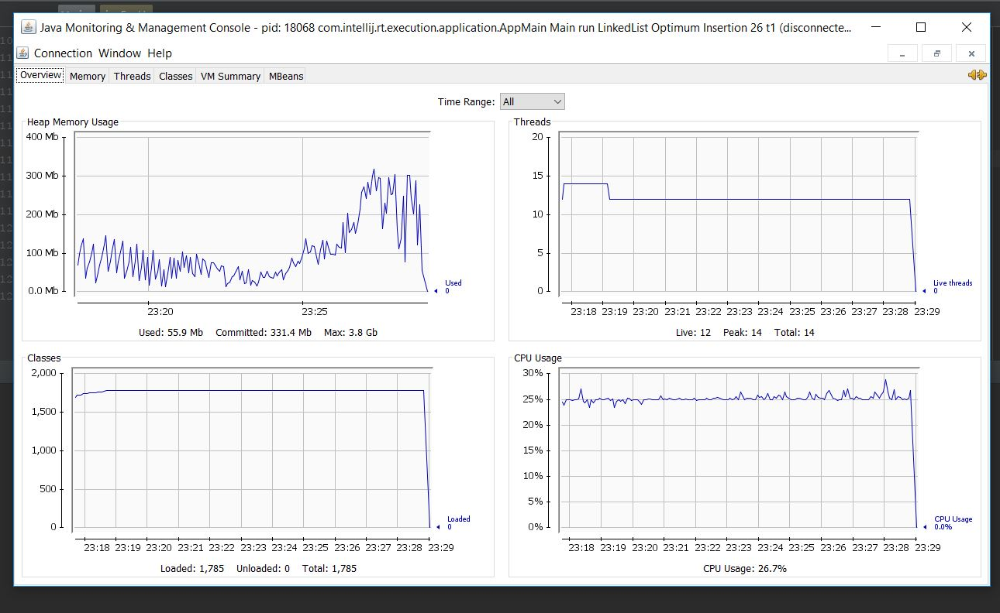 Java Monitoring & Management Console - pid: 18068 com.intellij.rt.execution.application.AppMain Main run LinkedList Optimum Insertion 26 t1 (disconnecte...
Connection Window Help
Overview Memory Threads Classes VM Summary MBeans
Time Range: All
Heap Memory Usage
400 Mb
300 Mb
200 Mb
100 Mb
0.0 Mb
Used
0
23:20 23:25
Used: 55.9 Mb Committed: 331.4 Mb Max: 3.8 Gb
Threads
20
15
10
5
0
Live threads
0
23:18 23:19 23:20 23:21 23:22 23:23 23:24 23:25 23:26 23:27 23:28 23:29
Live: 12 Peak: 14 Total: 14
Classes
2,000
1,500
1,000
500
0
Loaded
0
23:18 23:19 23:20 23:21 23:22 23:23 23:24 23:25 23:26 23:27 23:28 23:29
Loaded: 1,785 Unloaded: 0 Total: 1,785
CPU Usage
30%
25%
20%
15%
10%
5%
0%
CPU Usage
0.0%
23:18 23:19 23:20 23:21 23:22 23:23 23:24 23:25 23:26 23:27 23:28 23:29
CPU Usage: 26.7%